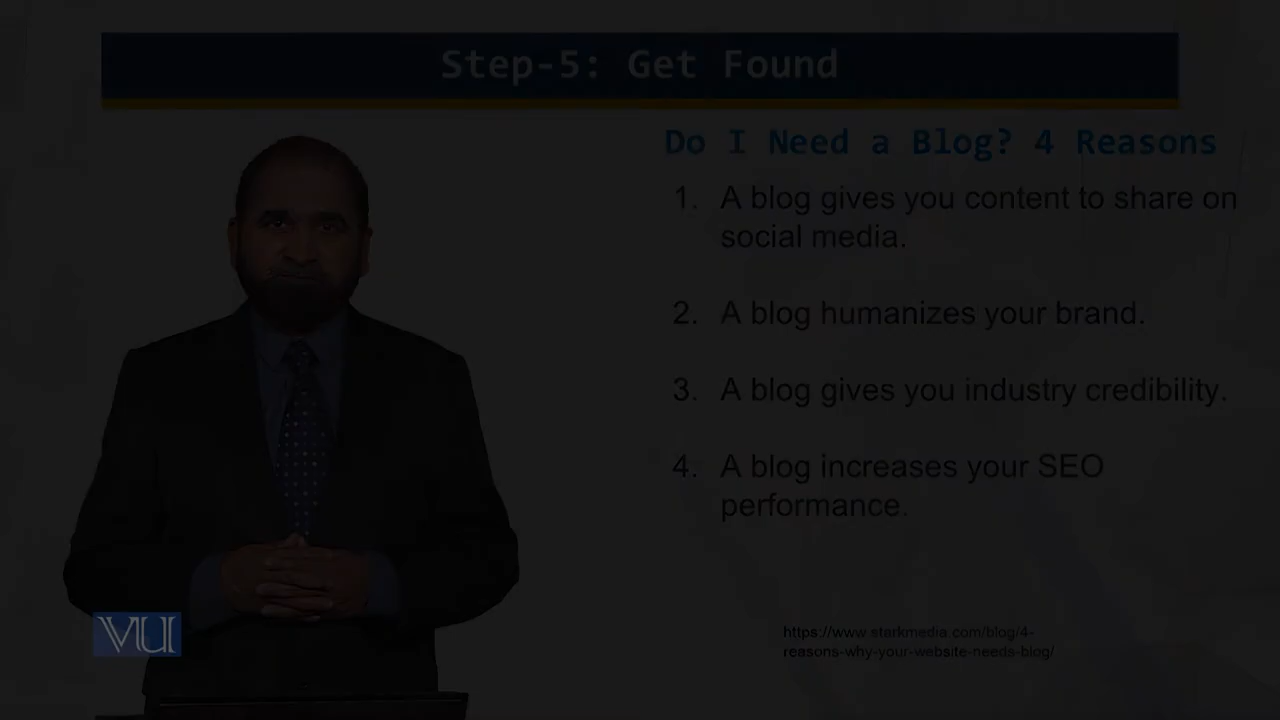 Step-5: Get Found
Do I Need a Blog? 4 Reasons
1. A blog gives you content to share on
social media.
2. A blog humanizes your brand.
3. A blog gives you industry credibility.
4. A blog increases your SEO
performance.
VU
https://www.starkmedia.com/blog/4-
reasons-why-your-website-needs-blog/